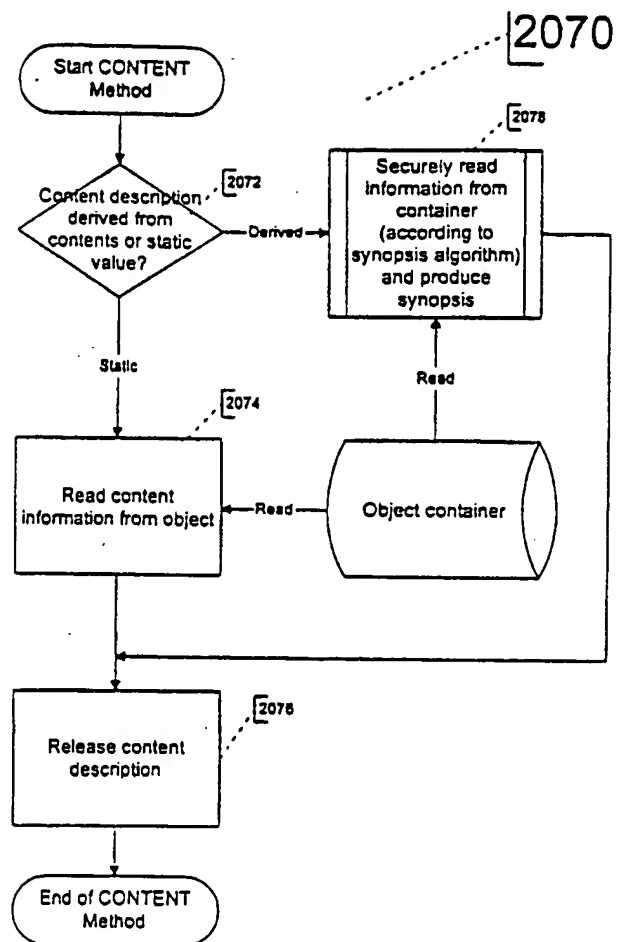 2070
Start CONTENT
Method
2078
2072
Content description
derived from
contents or static
value?
Derived
Securely read
information from
container
(according to
synopsis algorithm)
and produce
synopsis
Static
Read
2074
Read content
information from object
Read
Object container
2076
Release content
description
End of CONTENT
Method